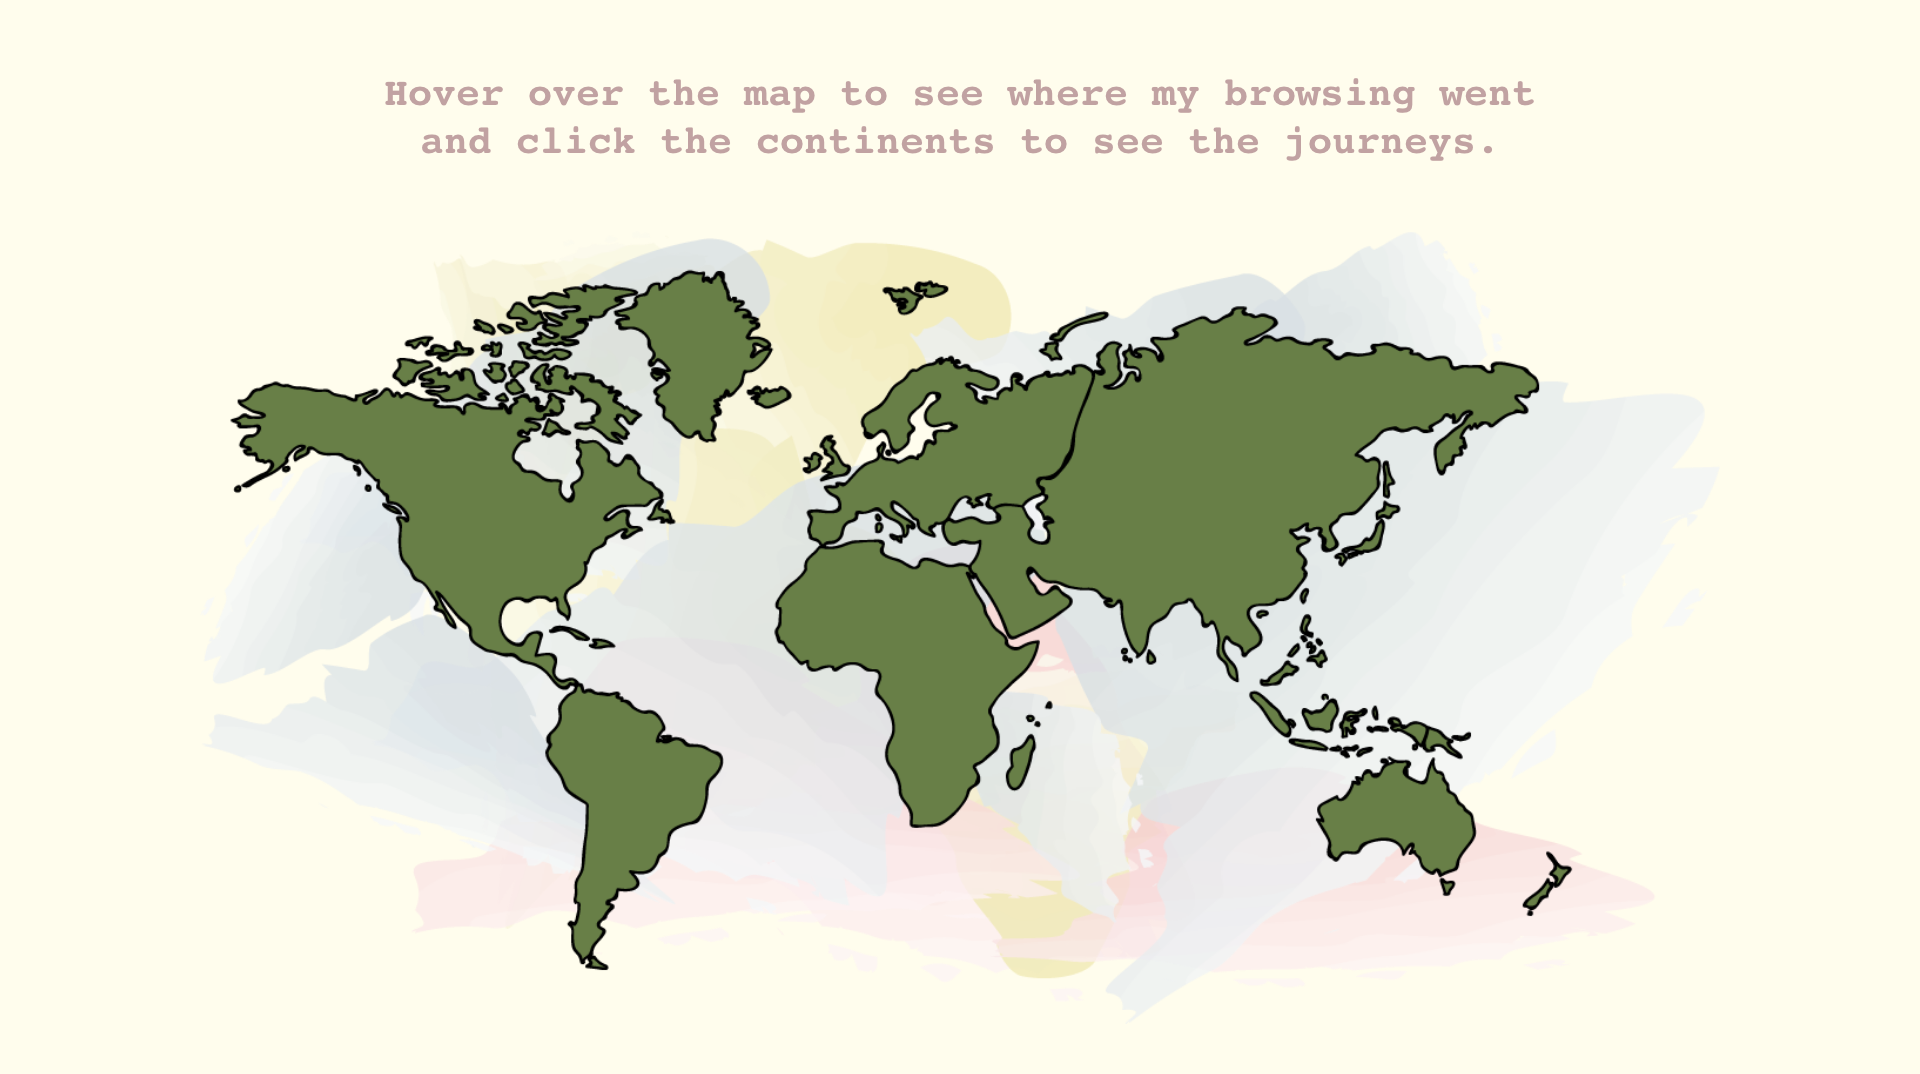 Hover over the map to see where my browsing went
and click the continents to see the journeys.